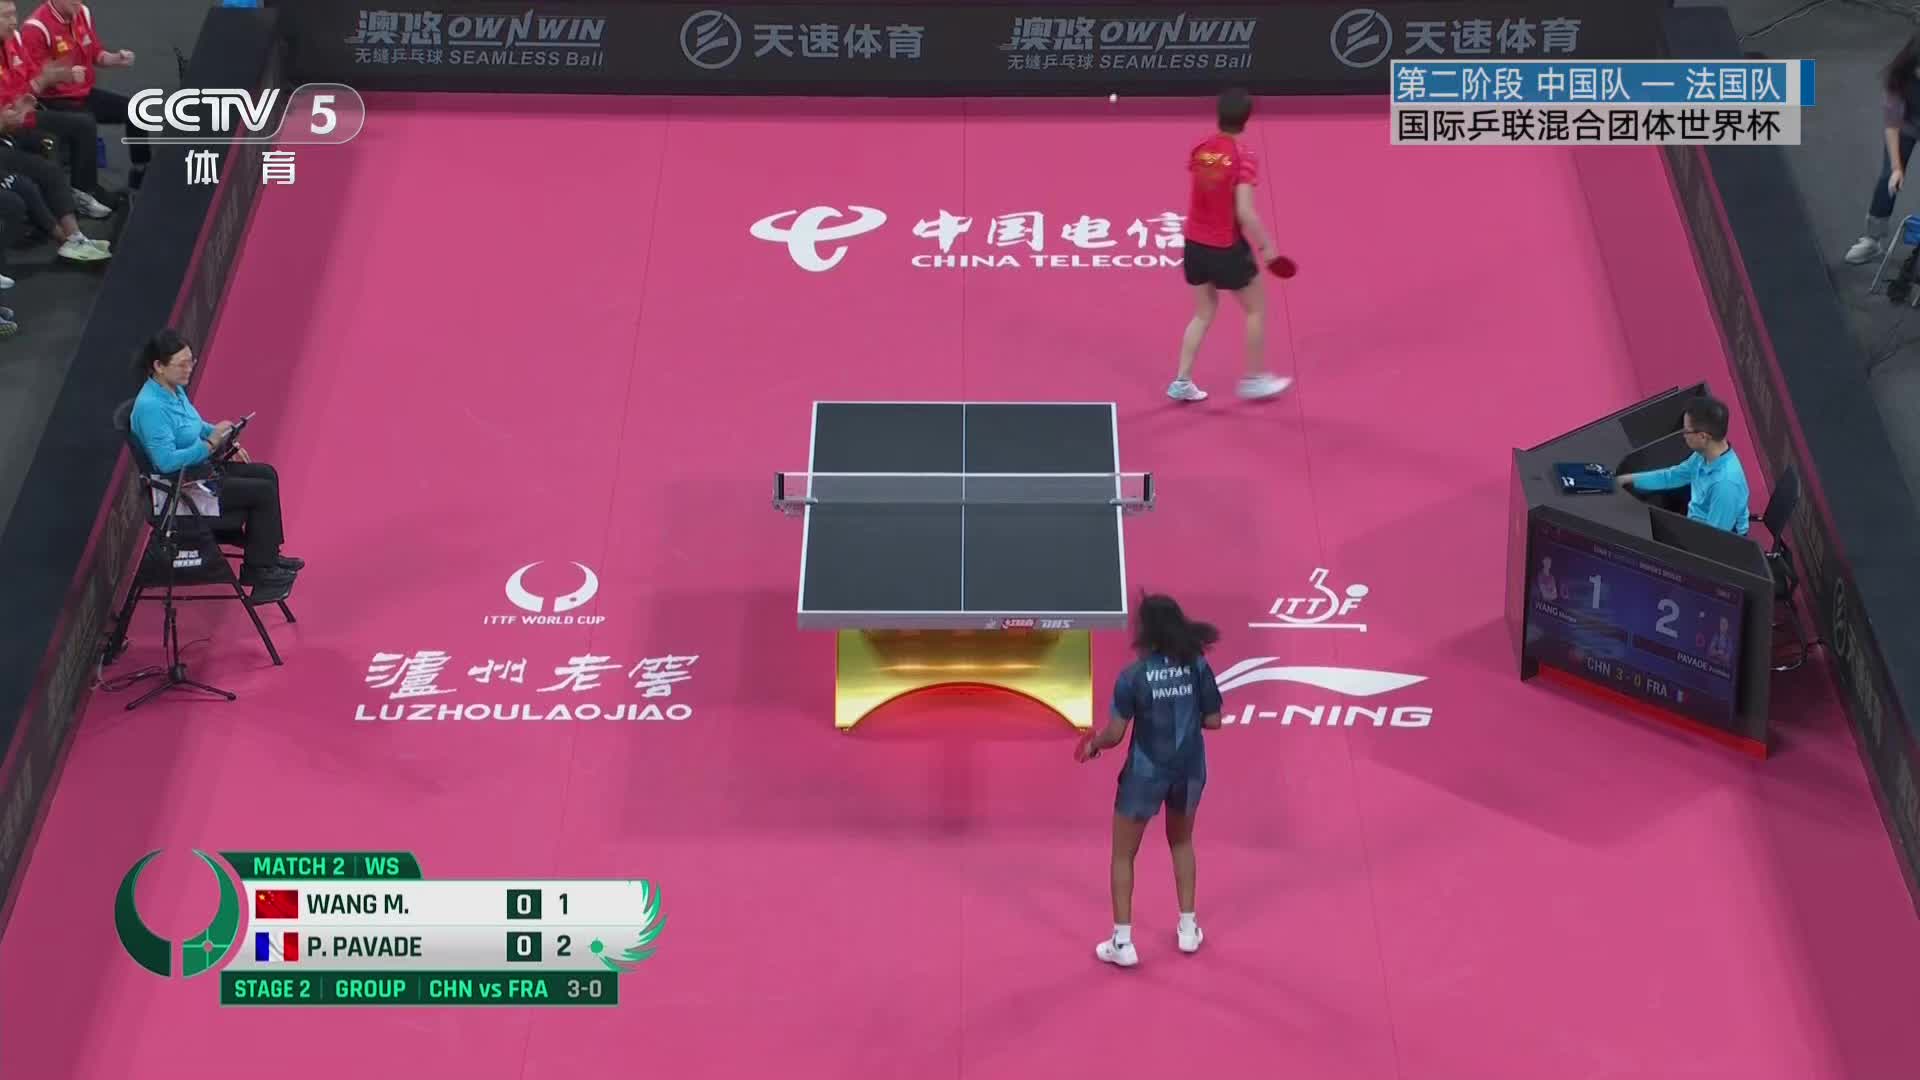 澳悠 OWNWIN
无缝乒乓球 SEAMLESS Ball
天速体育
澳悠 OWNWIN
无缝乒乓球 SEAMLESS Ball
天速体育
CCTV 5
体育
第二阶段 中国队 — 法国队
国际乒联混合团体世界杯
中国电信
CHINA TELECOM
ITTF WORLD CUP
ITTF
泸州老窖
LUZHOULAOJIAO
LI-NING
DHS
VICTAS
PAVADE
1
2
WANG
PAVADE
CHN 3-0 FRA
MATCH 2 | WS
WANG M. 0 1
P. PAVADE 0 2
STAGE 2 | GROUP | CHN vs FRA 3-0